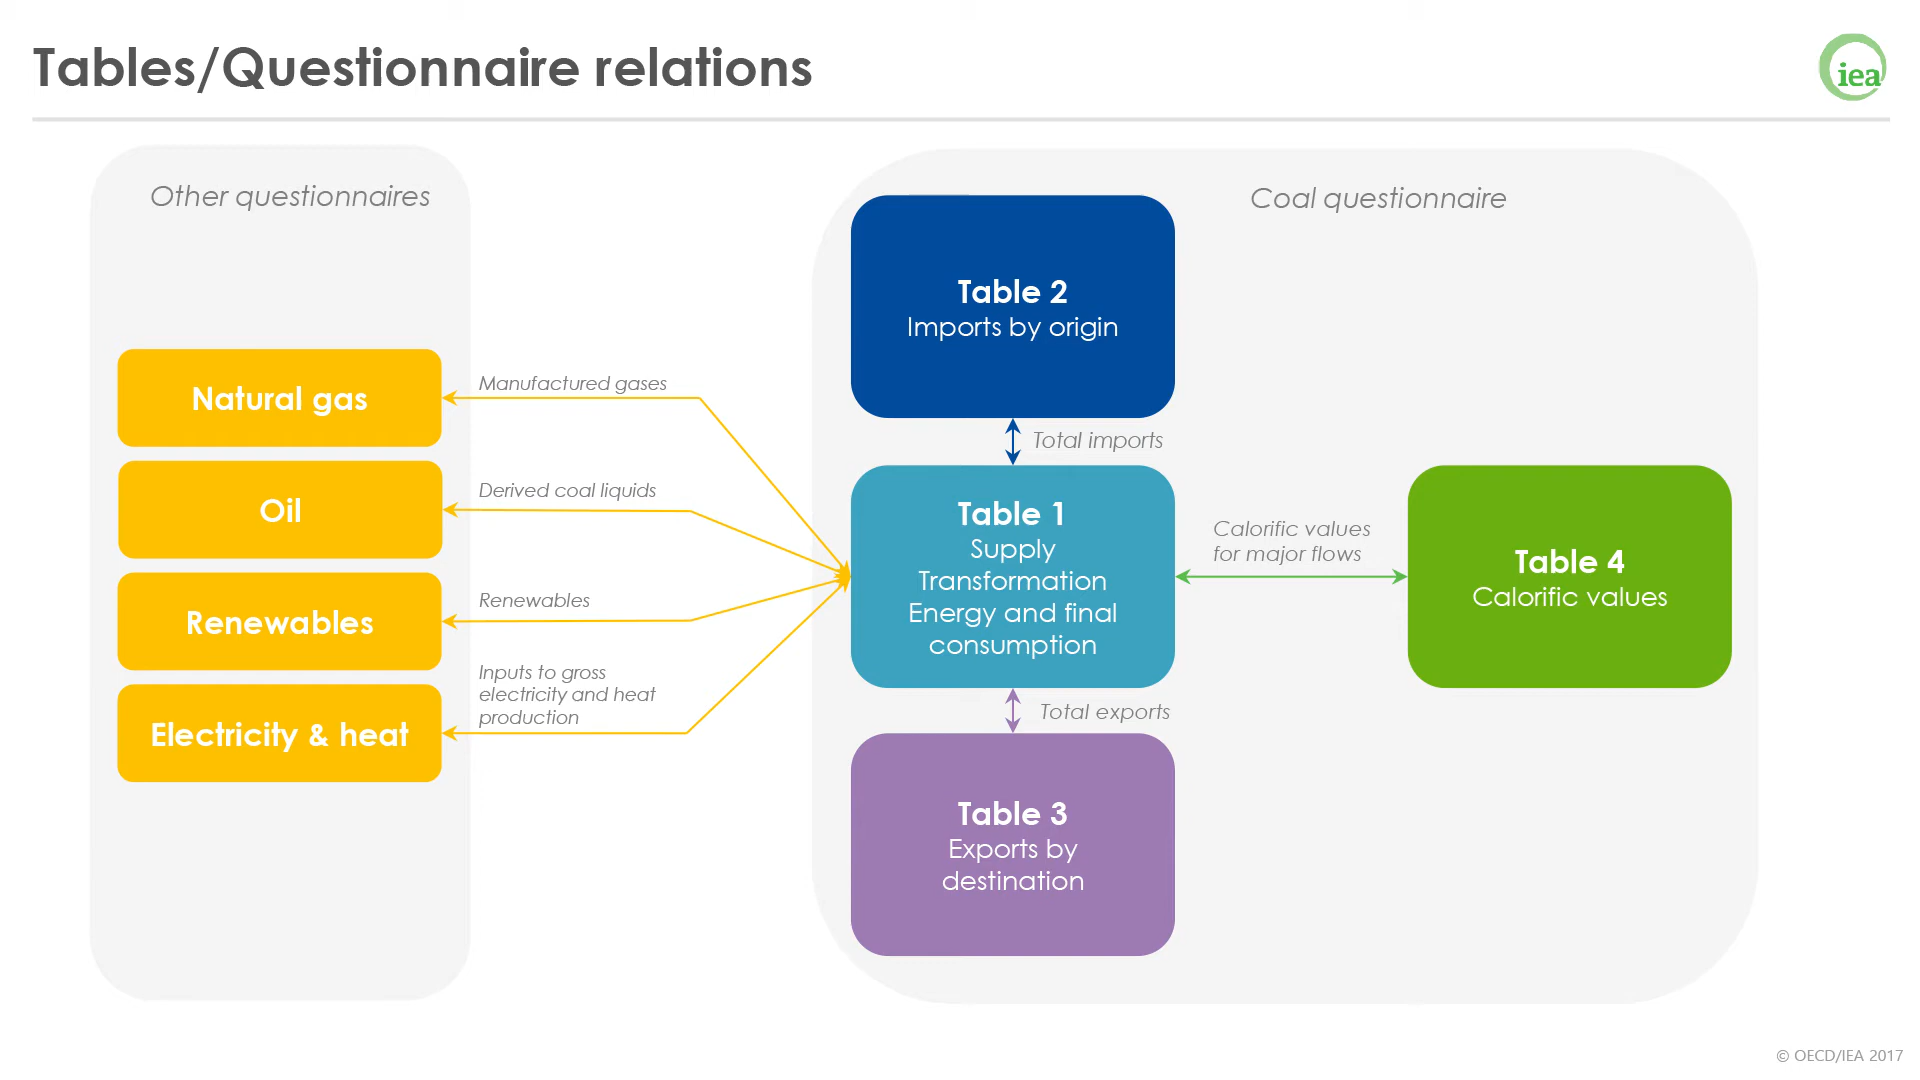 Tables/Questionnaire relations
iea
Other questionnaires
Natural gas
Oil
Renewables
Electricity & heat
Manufactured gases
Derived coal liquids
Renewables
Inputs to gross
electricity and heat
production
Coal questionnaire
Table 2
Imports by origin
Total imports
Table 1
Supply
Transformation
Energy and final
consumption
Calorific values
for major flows
Table 4
Calorific values
Total exports
Table 3
Exports by
destination
© OECD/IEA 2017